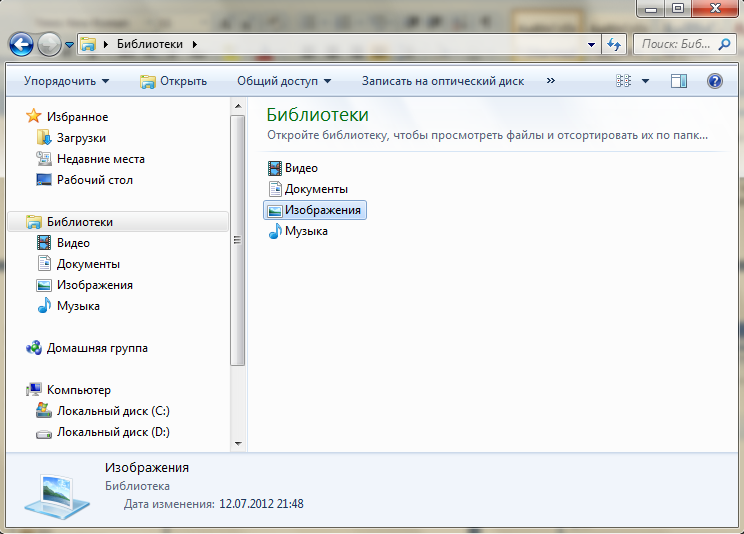 Библиотеки
Поиск: Биб...
Упорядочить
Открыть
Общий доступ
Записать на оптический диск
»
Избранное
Загрузки
Недавние места
Рабочий стол
Библиотеки
Видео
Документы
Изображения
Музыка
Домашняя группа
Компьютер
Локальный диск (C:)
Локальный диск (D:)
Библиотеки
Откройте библиотеку, чтобы просмотреть файлы и отсортировать их по папк...
Видео
Документы
Изображения
Музыка
Изображения
Библиотека
Дата изменения: 12.07.2012 21:48